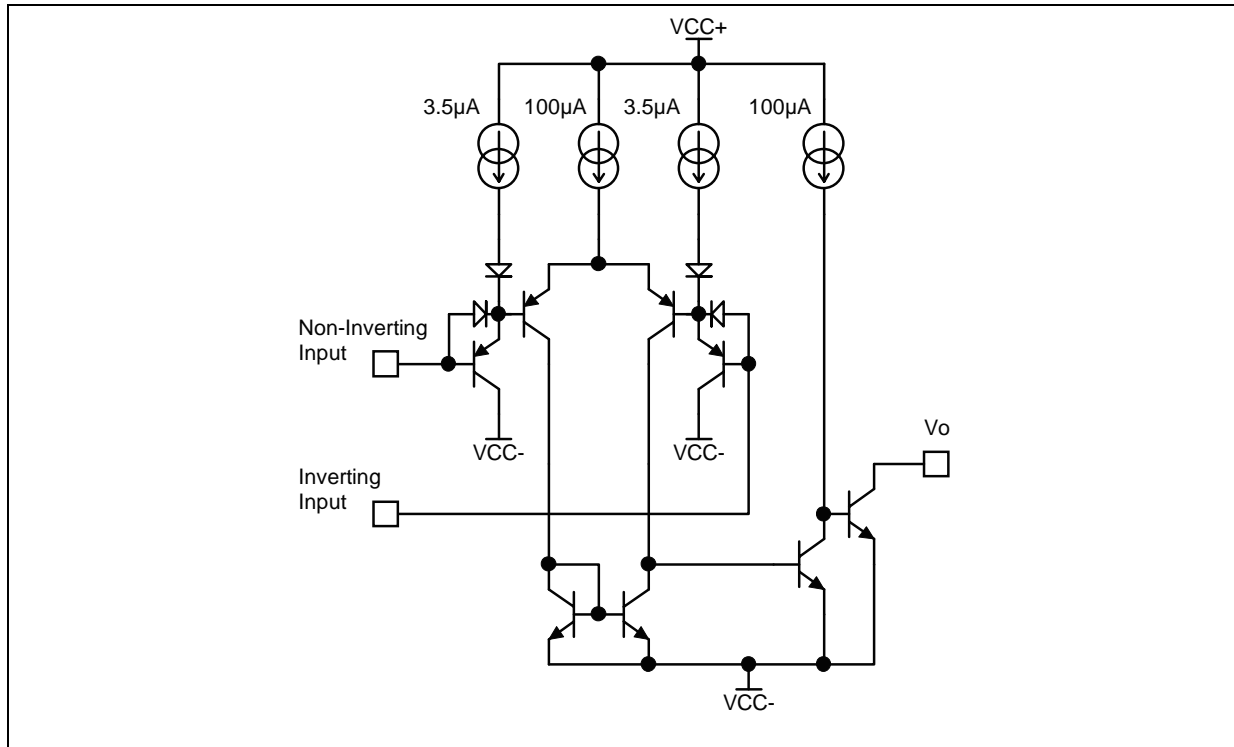 VCC+
3.5µA
100µA
3.5µA
100µA
Non-Inverting
Input
VCC-
VCC-
Vo
Inverting
Input
VCC-